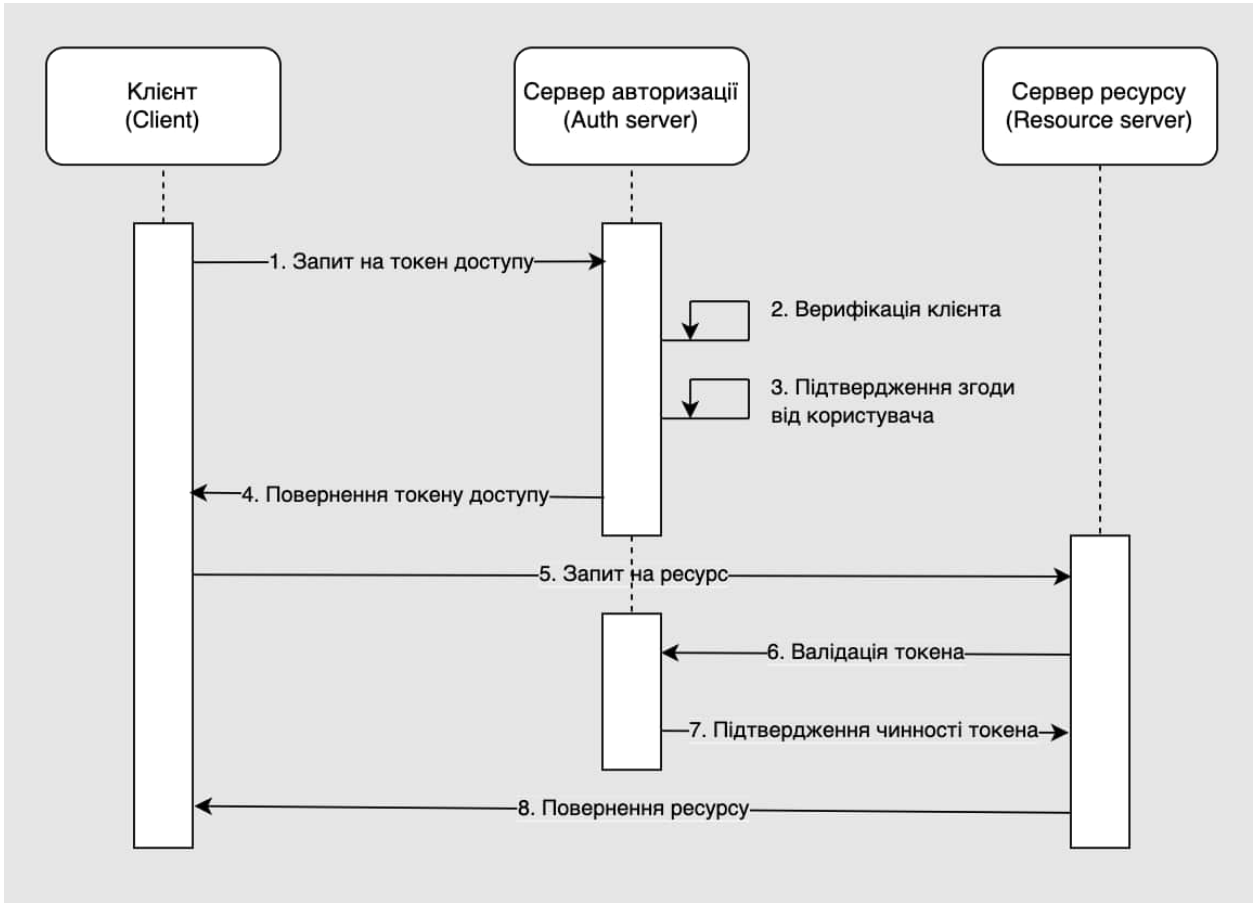 Клієнт
(Client)
Сервер авторизації
(Auth server)
Сервер ресурсу
(Resource server)
1. Запит на токен доступу
2. Верифікація клієнта
3. Підтвердження згоди
від користувача
4. Повернення токену доступу
5. Запит на ресурс
6. Валідація токена
7. Підтвердження чинності токена
8. Повернення ресурсу